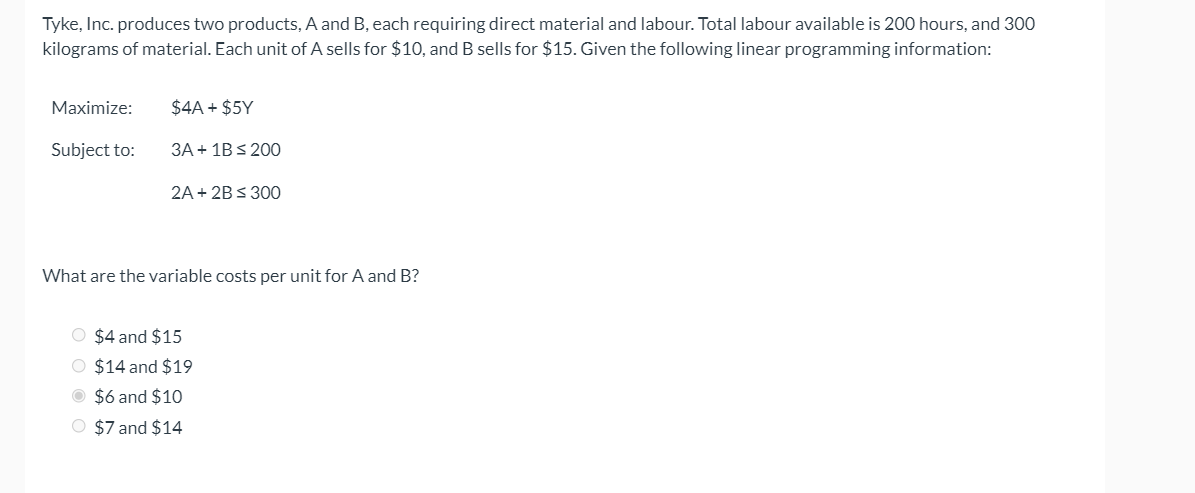 Tyke, Inc. produces two products, A and B, each requiring direct material and labour. Total labour available is 200 hours, and 300
kilograms of material. Each unit of A sells for $10, and B sells for $15. Given the following linear programming information:
Maximize: $4A + $5Y
Subject to: 3A + 1B ≤ 200
2A + 2B ≤ 300
What are the variable costs per unit for A and B?
$4 and $15
$14 and $19
$6 and $10
$7 and $14